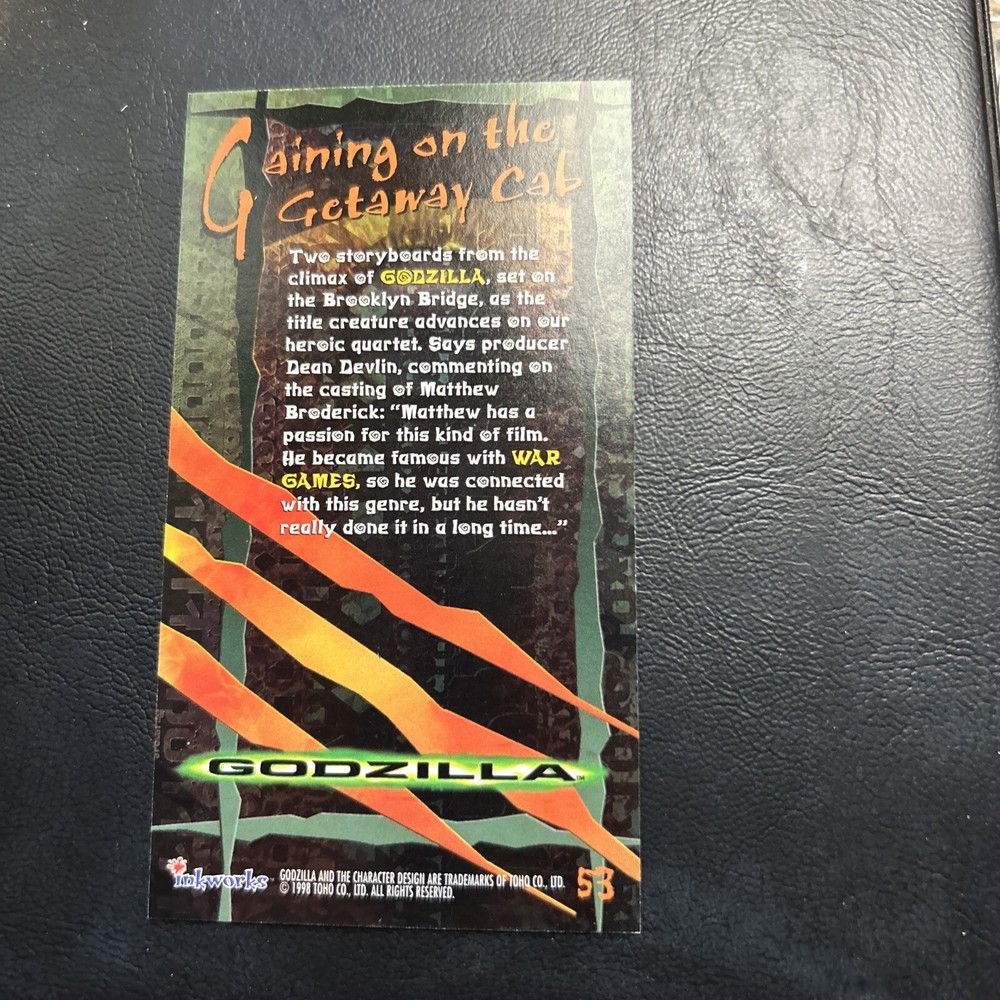 Gaining on the
Getaway Cab
Two storyboards from the
climax of GODZILLA, set on
the Brooklyn Bridge, as the
title creature advances on our
heroic quartet. Says producer
Dean Devlin, commenting on
the casting of Matthew
Broderick: “Matthew has a
passion for this kind of film.
He became famous with WAR
GAMES, so he was connected
with this genre, but he hasn’t
really done it in a long time...”
GODZILLA™
inkworks™
GODZILLA AND THE CHARACTER DESIGN ARE TRADEMARKS OF TOHO CO., LTD.
© 1998 TOHO CO., LTD. ALL RIGHTS RESERVED.
53